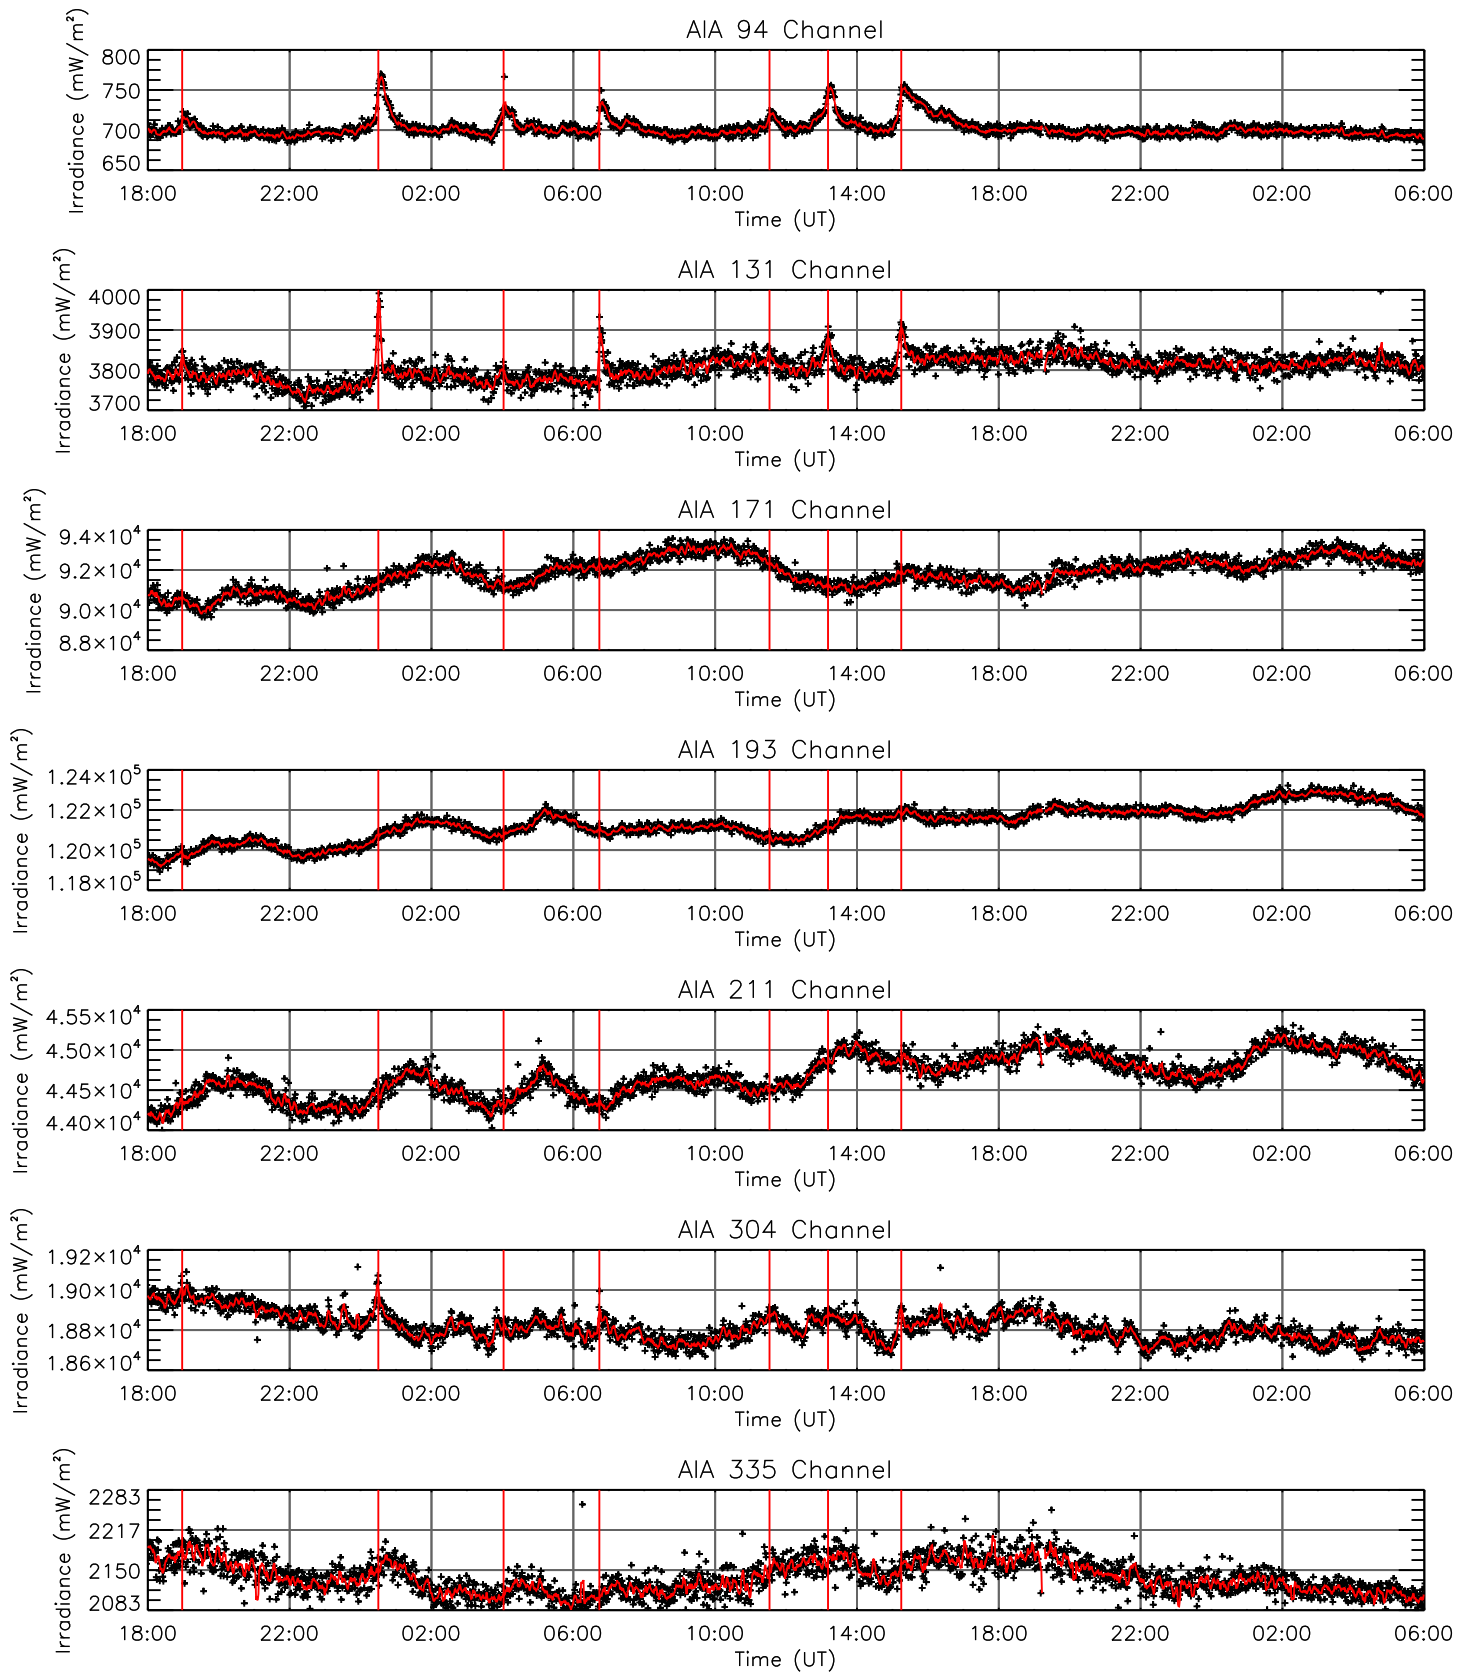 AIA 94 Channel
Irradiance (mW/m²)
800
750
700
650
18:00 22:00 02:00 06:00 10:00 14:00 18:00 22:00 02:00 06:00
Time (UT)
AIA 131 Channel
Irradiance (mW/m²)
4000
3900
3800
3700
18:00 22:00 02:00 06:00 10:00 14:00 18:00 22:00 02:00 06:00
Time (UT)
AIA 171 Channel
Irradiance (mW/m²)
9.4×10⁴
9.2×10⁴
9.0×10⁴
8.8×10⁴
18:00 22:00 02:00 06:00 10:00 14:00 18:00 22:00 02:00 06:00
Time (UT)
AIA 193 Channel
Irradiance (mW/m²)
1.24×10⁵
1.22×10⁵
1.20×10⁵
1.18×10⁵
18:00 22:00 02:00 06:00 10:00 14:00 18:00 22:00 02:00 06:00
Time (UT)
AIA 211 Channel
Irradiance (mW/m²)
4.55×10⁴
4.50×10⁴
4.45×10⁴
4.40×10⁴
18:00 22:00 02:00 06:00 10:00 14:00 18:00 22:00 02:00 06:00
Time (UT)
AIA 304 Channel
Irradiance (mW/m²)
1.92×10⁴
1.90×10⁴
1.88×10⁴
1.86×10⁴
18:00 22:00 02:00 06:00 10:00 14:00 18:00 22:00 02:00 06:00
Time (UT)
AIA 335 Channel
Irradiance (mW/m²)
2283
2217
2150
2083
18:00 22:00 02:00 06:00 10:00 14:00 18:00 22:00 02:00 06:00
Time (UT)